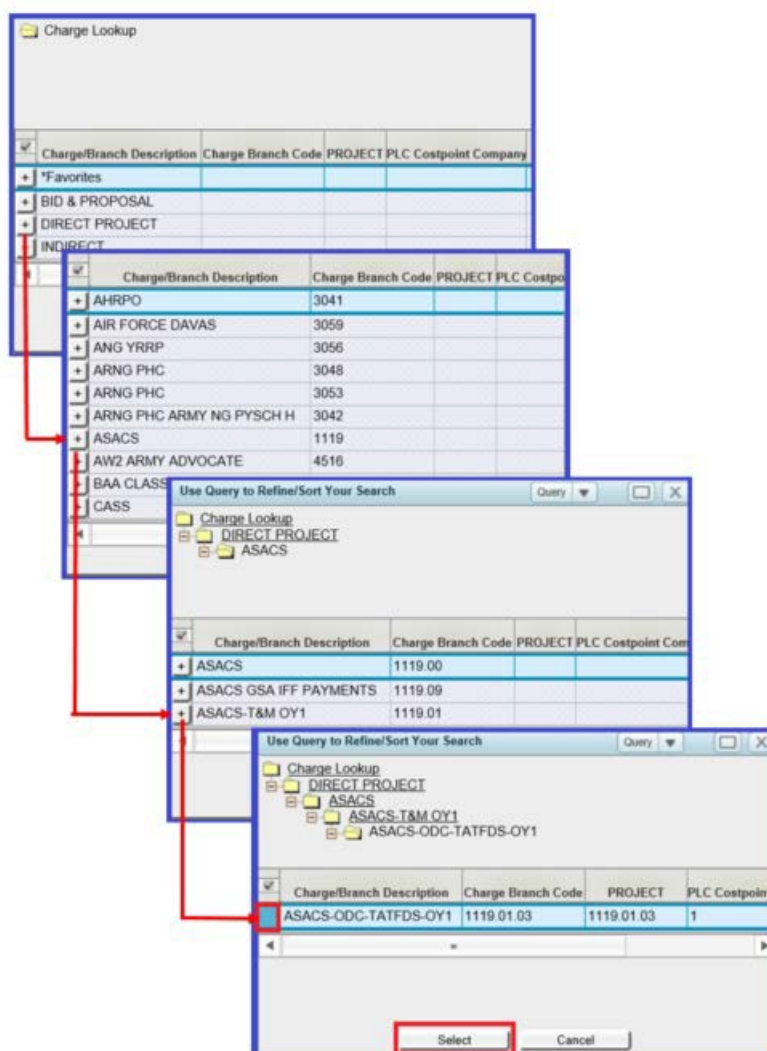 Charge Lookup
Charge/Branch Description Charge Branch Code PROJECT PLC Costpoint Company
+ *Favorites
+ BID & PROPOSAL
+ DIRECT PROJECT
INDIRECT
Charge/Branch Description Charge Branch Code PROJECT PLC Costpo
+ AHRPO 3041
+ AIR FORCE DAVAS 3059
+ ANG YRRP 3056
+ ARNG PHC 3048
+ ARNG PHC 3053
+ ARNG PHC ARMY NG PYSCH H 3042
+ ASACS 1119
+ AW2 ARMY ADVOCATE 4516
+ BAA CLASS
+ CASS
Use Query to Refine/Sort Your Search Query
Charge Lookup
DIRECT PROJECT
ASACS
Charge/Branch Description Charge Branch Code PROJECT PLC Costpoint Com
+ ASACS 1119.00
+ ASACS GSA IFF PAYMENTS 1119.09
+ ASACS-T&M OY1 1119.01
Use Query to Refine/Sort Your Search Query
Charge Lookup
DIRECT PROJECT
ASACS
ASACS-T&M OY1
ASACS-ODC-TATFDS-OY1
Charge/Branch Description Charge Branch Code PROJECT PLC Costpoint
ASACS-ODC-TATFDS-OY1 1119.01.03 1119.01.03 1
Select Cancel